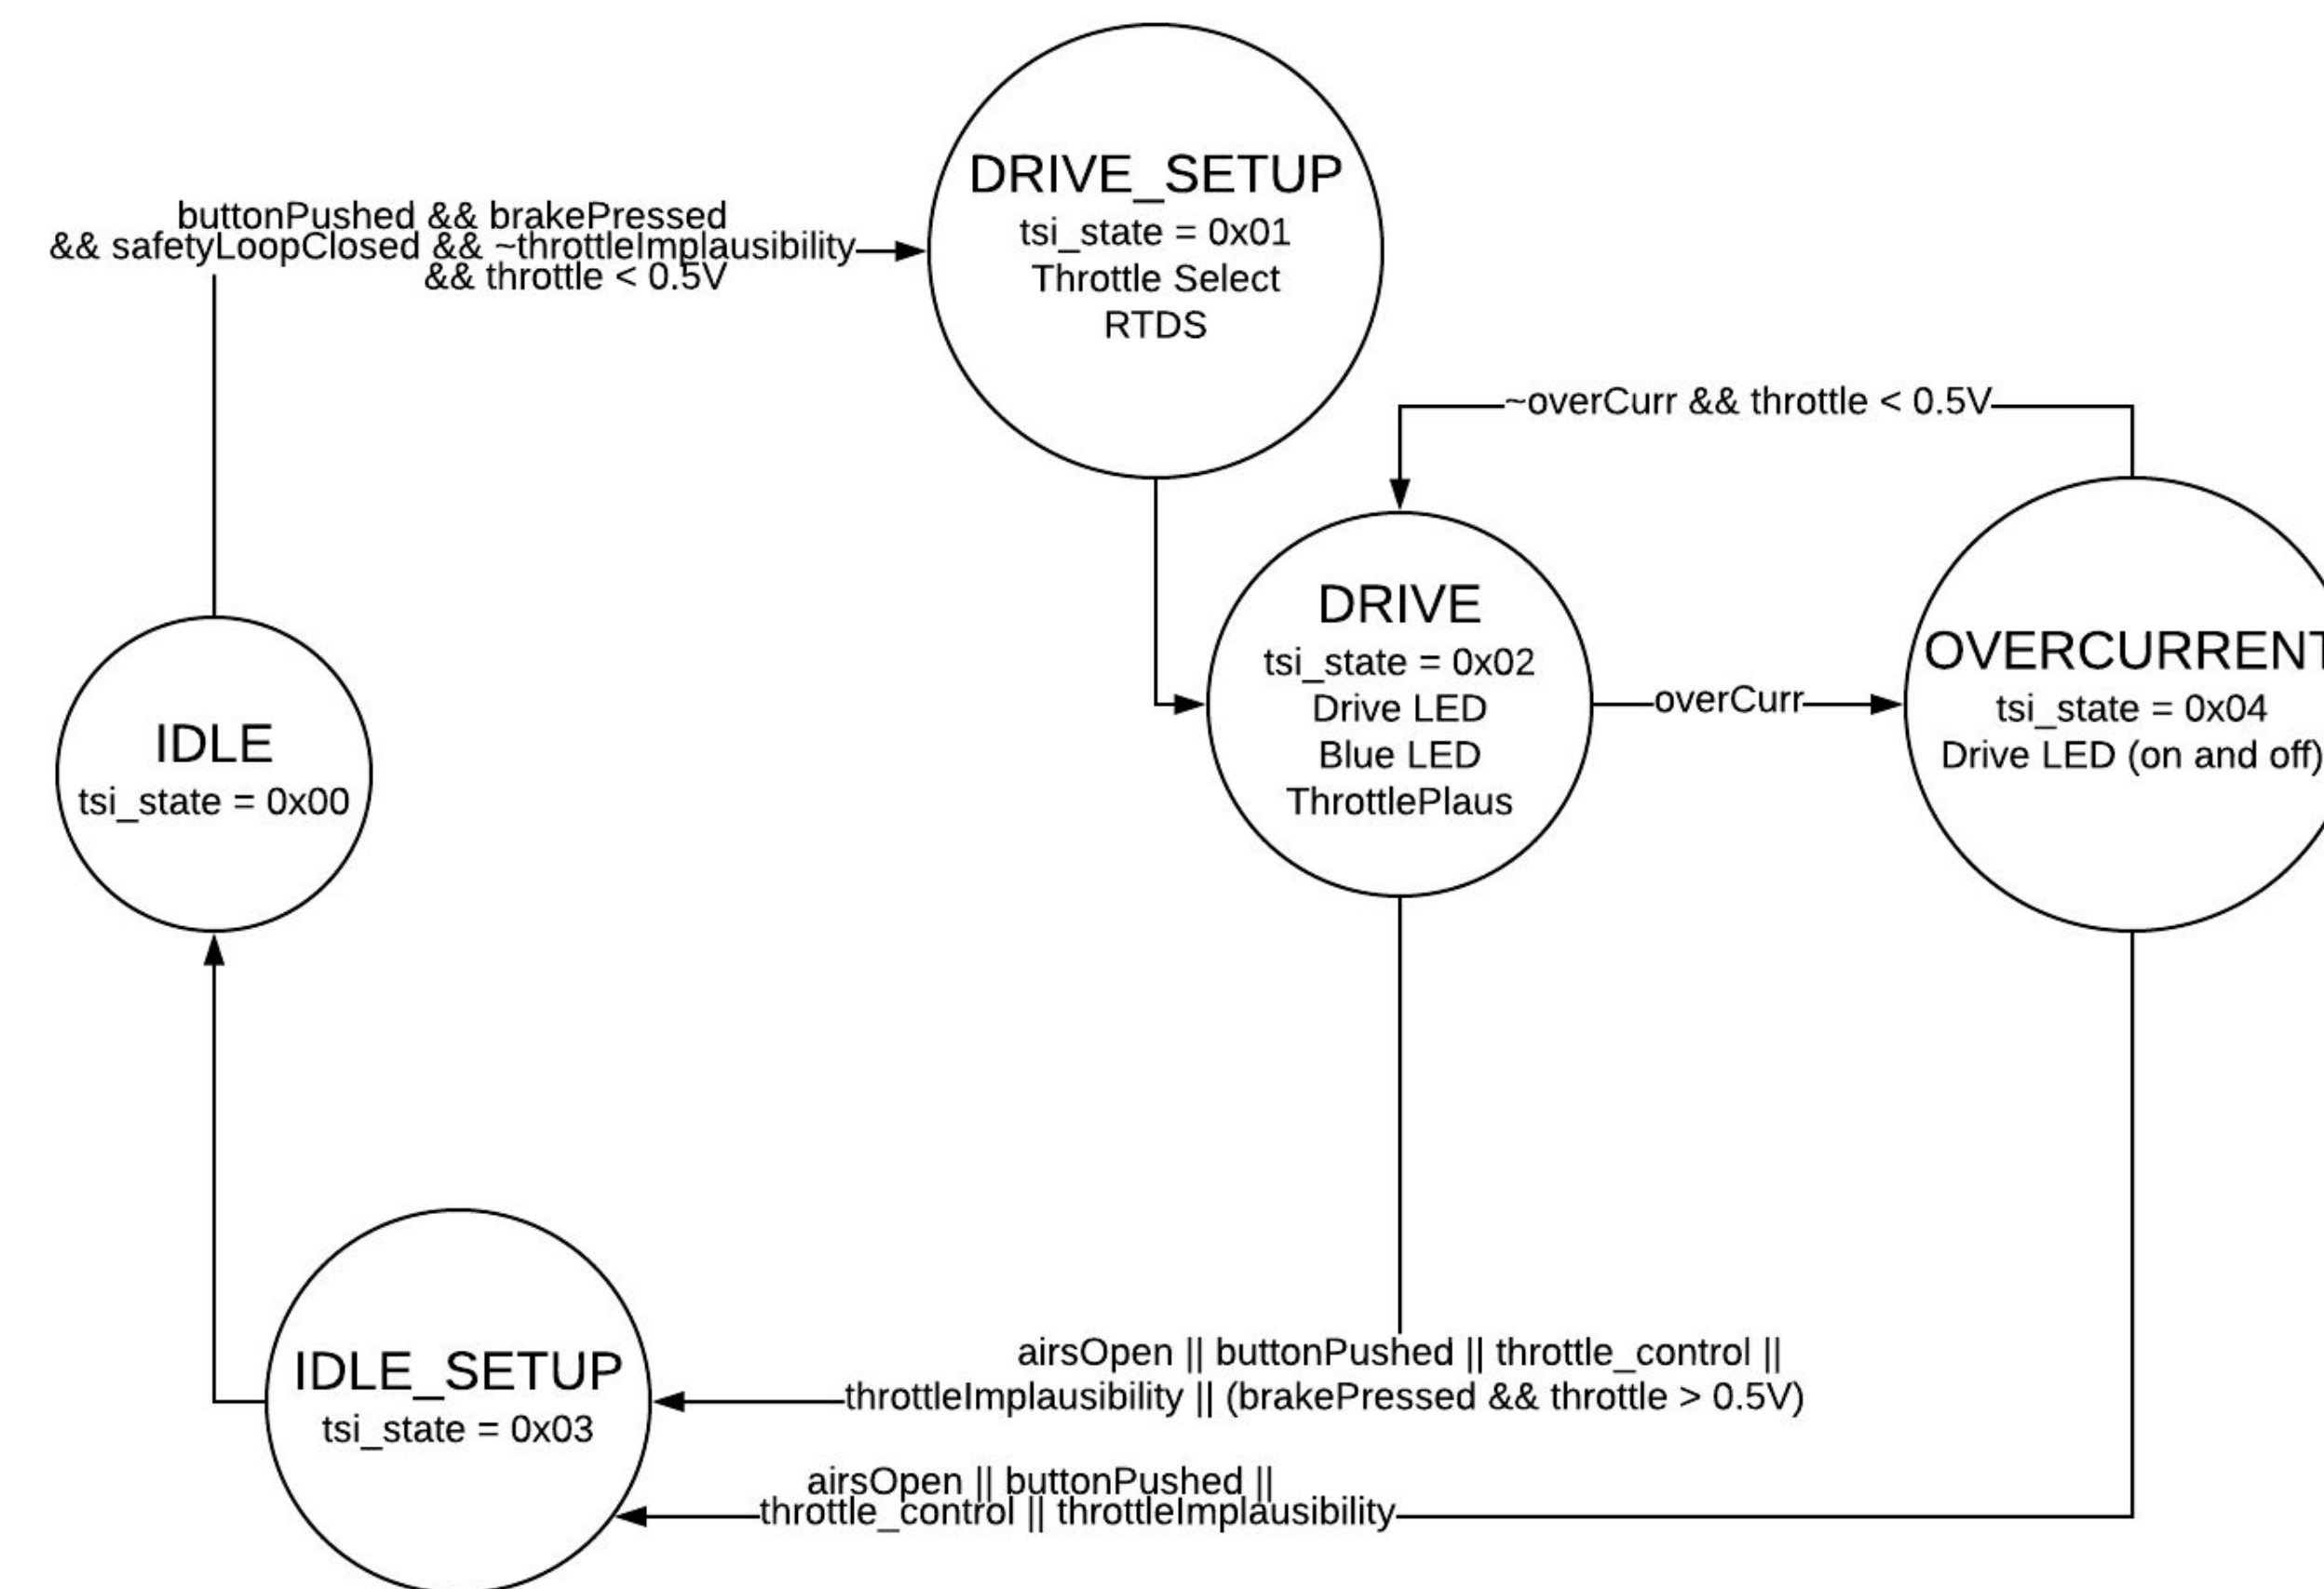 DRIVE_SETUP
tsi_state = 0x01
Throttle Select
RTDS
buttonPushed && brakePressed
&& safetyLoopClosed && ~throttleImplausibility
&& throttle < 0.5V
~overCurr && throttle < 0.5V
DRIVE
tsi_state = 0x02
Drive LED
Blue LED
ThrottlePlaus
overCurr
OVERCURRENT
tsi_state = 0x04
Drive LED (on and off)
IDLE
tsi_state = 0x00
IDLE_SETUP
tsi_state = 0x03
airsOpen || buttonPushed || throttle_control ||
throttleImplausibility || (brakePressed && throttle > 0.5V)
airsOpen || buttonPushed ||
throttle_control || throttleImplausibility